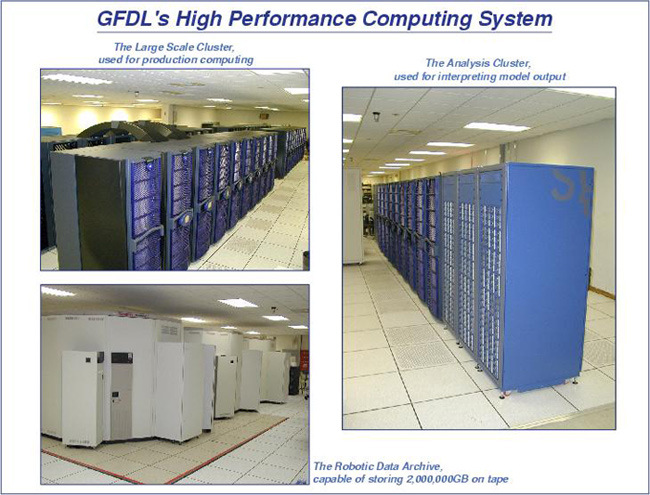 GFDL's High Performance Computing System
The Large Scale Cluster,
used for production computing
The Analysis Cluster,
used for interpreting model output
The Robotic Data Archive,
capable of storing 2,000,000GB on tape